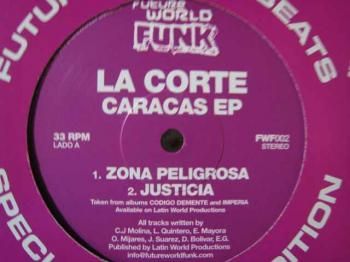 FUTURE
WORLD
FUNK
LA CORTE
CARACAS EP
33 RPM
LADO A
FWF002
STEREO
1. ZONA PELIGROSA
2. JUSTICIA
Taken from albums CODIGO DEMENTE and IMPERIA
Available on Latin World Productions
All tracks written by
C.J Molina, L. Quintero, E. Mayora
O. Mijares, J. Suarez, D. Bolivar, E.G.
Published by Latin World Productions
info@futureworldfunk.com
FUTU
BEATS
SPECI
ITION